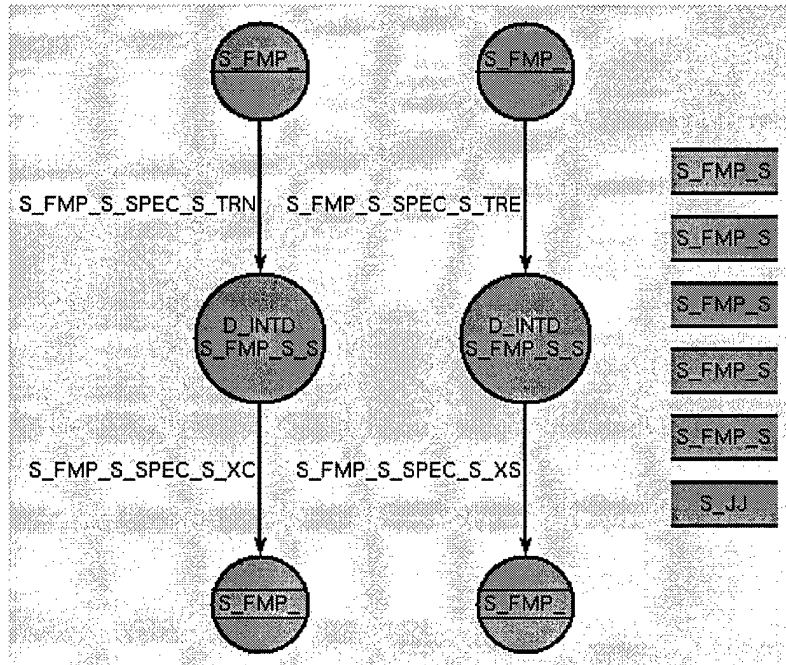 S_FMP_
S_FMP_
S_FMP_S
S_FMP_S_SPEC_S_TRN
S_FMP_S_SPEC_S_TRE
S_FMP_S
S_FMP_S
D_INTD
S_FMP_S_S
D_INTD
S_FMP_S_S
S_FMP_S
S_FMP_S
S_FMP_S_SPEC_S_XC
S_FMP_S_SPEC_S_XS
S_JJ
S_FMP_
S_FMP_